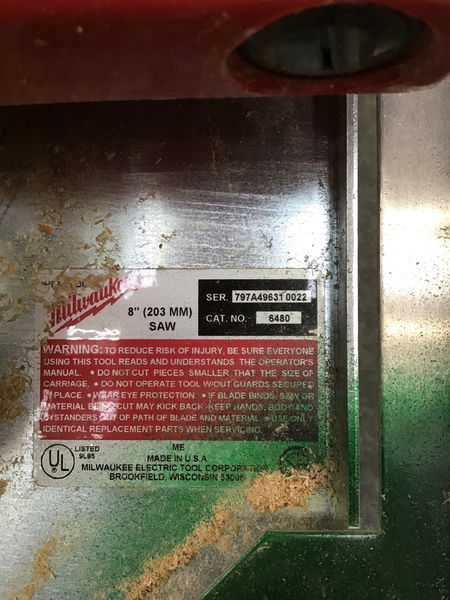 Milwaukee
8" (203 MM)
SAW
SER. 797A49631 0022
CAT. NO. 6480
WARNING: TO REDUCE RISK OF INJURY, BE SURE EVERYONE
USING THIS TOOL READS AND UNDERSTANDS THE OPERATOR'S
MANUAL. • DO NOT CUT PIECES SMALLER THAT THE SIZE OF
CARRIAGE. • DO NOT OPERATE TOOL W/OUT GUARDS SECURED
IN PLACE. • WEAR EYE PROTECTION. • IF BLADE BINDS, SAW OR
MATERIAL BEING CUT MAY KICK BACK. KEEP HANDS, BODY AND
BYSTANDERS OUT OF PATH OF BLADE AND MATERIAL. • USE ONLY
IDENTICAL REPLACEMENT PARTS WHEN SERVICING.
UL LISTED
9L85
ME
MADE IN U.S.A.
MILWAUKEE ELECTRIC TOOL CORPORATION
BROOKFIELD, WISCONSIN 53005